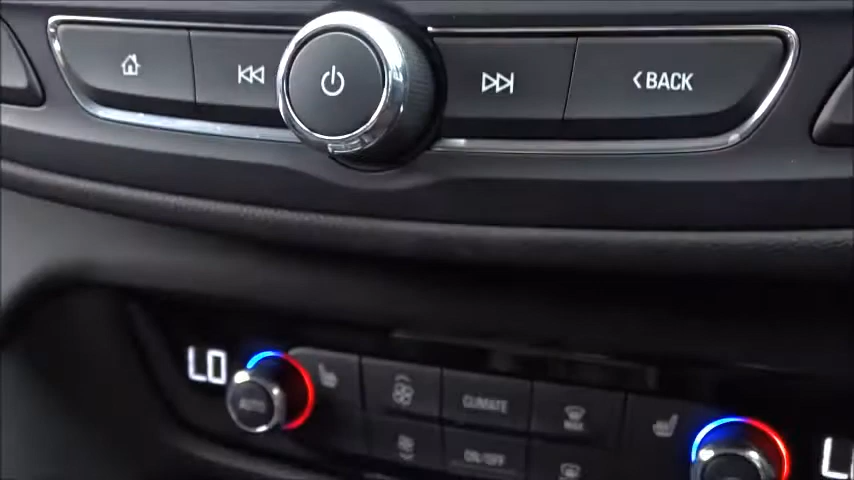 BACK
LO
AUTO
CLIMATE
MAX
ON/OFF